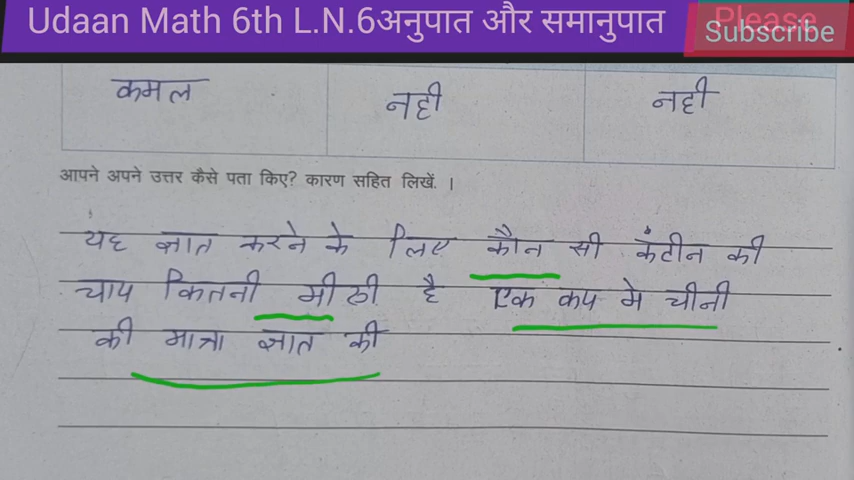 Udaan Math 6th L.N.6अनुपात और समानुपात
Please
Subscribe
कमल नही नही
आपने अपने उत्तर कैसे पता किए? कारण सहित लिखें. ।
यह ज्ञात करने के लिए कौन सी कंटीन की
चाय कितनी मीठी है एक कप मे चीनी
की मात्रा ज्ञात की